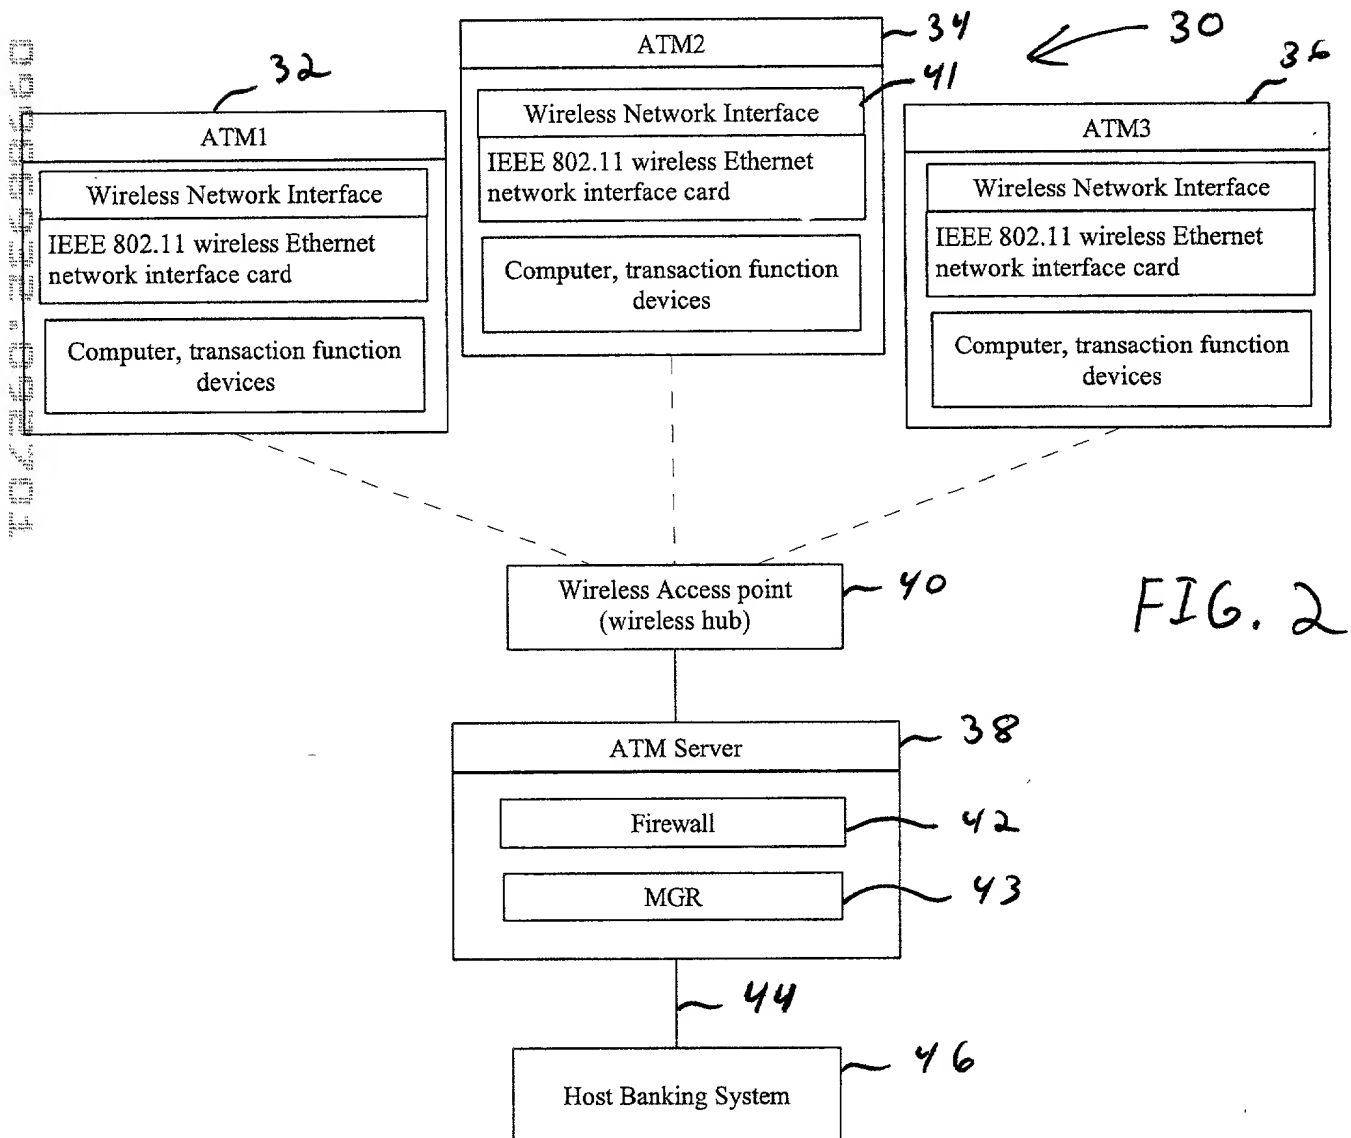 34
30
ATM2
32
41
36
Wireless Network Interface
ATM1
ATM3
IEEE 802.11 wireless Ethernet
network interface card
Wireless Network Interface
Wireless Network Interface
IEEE 802.11 wireless Ethernet
network interface card
IEEE 802.11 wireless Ethernet
network interface card
Computer, transaction function
devices
Computer, transaction function
devices
Computer, transaction function
devices
Wireless Access point
(wireless hub)
40
FIG. 2
ATM Server
38
Firewall
42
MGR
43
44
Host Banking System
46